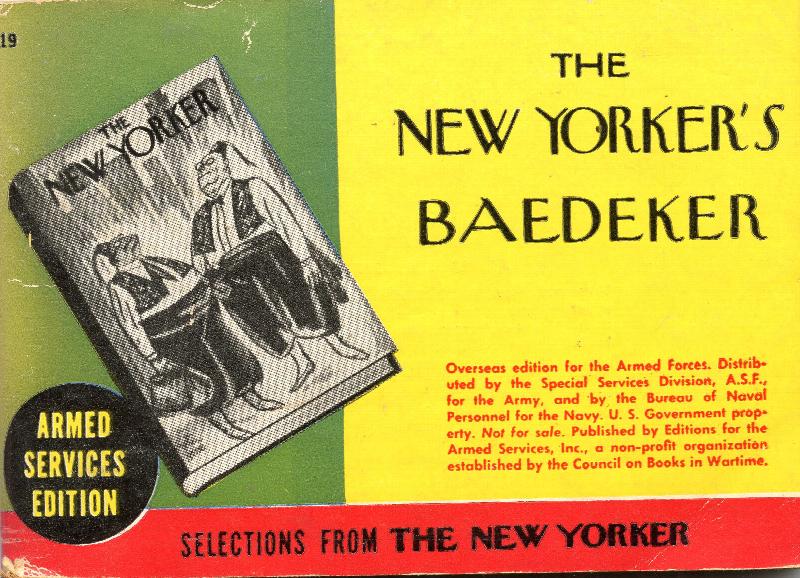 19
THE
NEW YORKER
THE
NEW YORKER'S
BAEDEKER
Overseas edition for the Armed Forces. Distrib-
uted by the Special Services Division, A.S.F.,
for the Army, and by the Bureau of Naval
Personnel for the Navy. U. S. Government prop-
erty. Not for sale. Published by Editions for the
Armed Services, Inc., a non-profit organization
established by the Council on Books in Wartime.
ARMED
SERVICES
EDITION
SELECTIONS FROM THE NEW YORKER